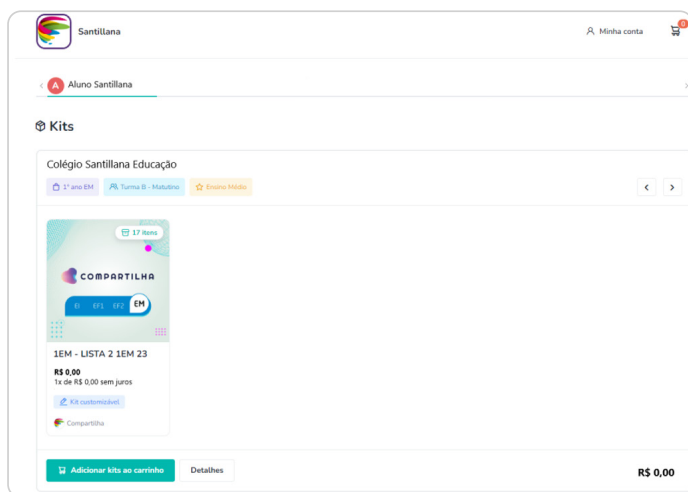 Santillana
Minha conta
0
A Aluno Santillana
Kits
Colégio Santillana Educação
1º ano EM Turma B - Matutino Ensino Médio
17 itens
COMPARTILHA
EI EF1 EF2 EM
1EM - LISTA 2 1EM 23
R$ 0,00
1x de R$ 0,00 sem juros
Kit customizável
Compartilha
Adicionar kits ao carrinho Detalhes R$ 0,00